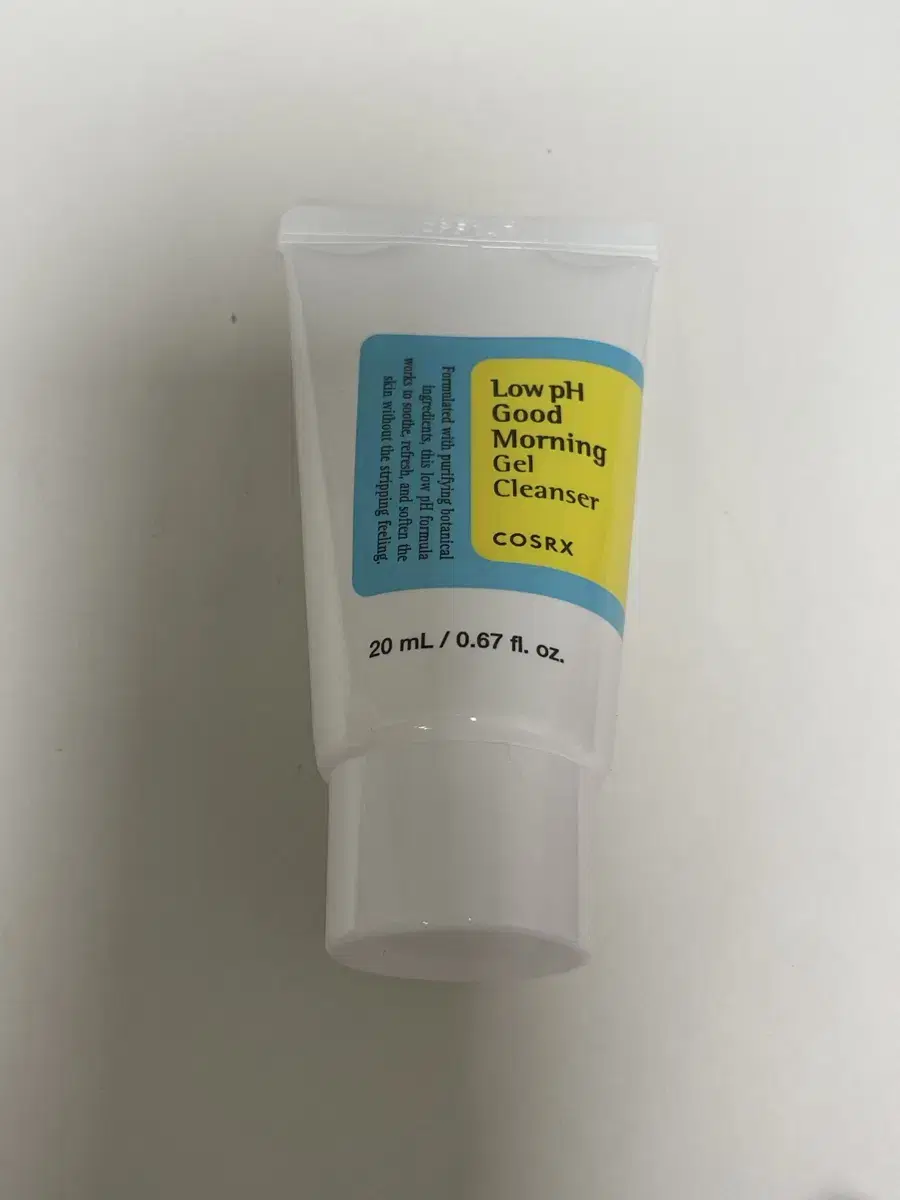 Low pH
Good
Morning
Gel
Cleanser
COSRX
Formulated with purifying botanical
ingredients, this low pH formula
works to soothe, refresh, and soften the
skin without the stripping feeling.
20 mL / 0.67 fl. oz.